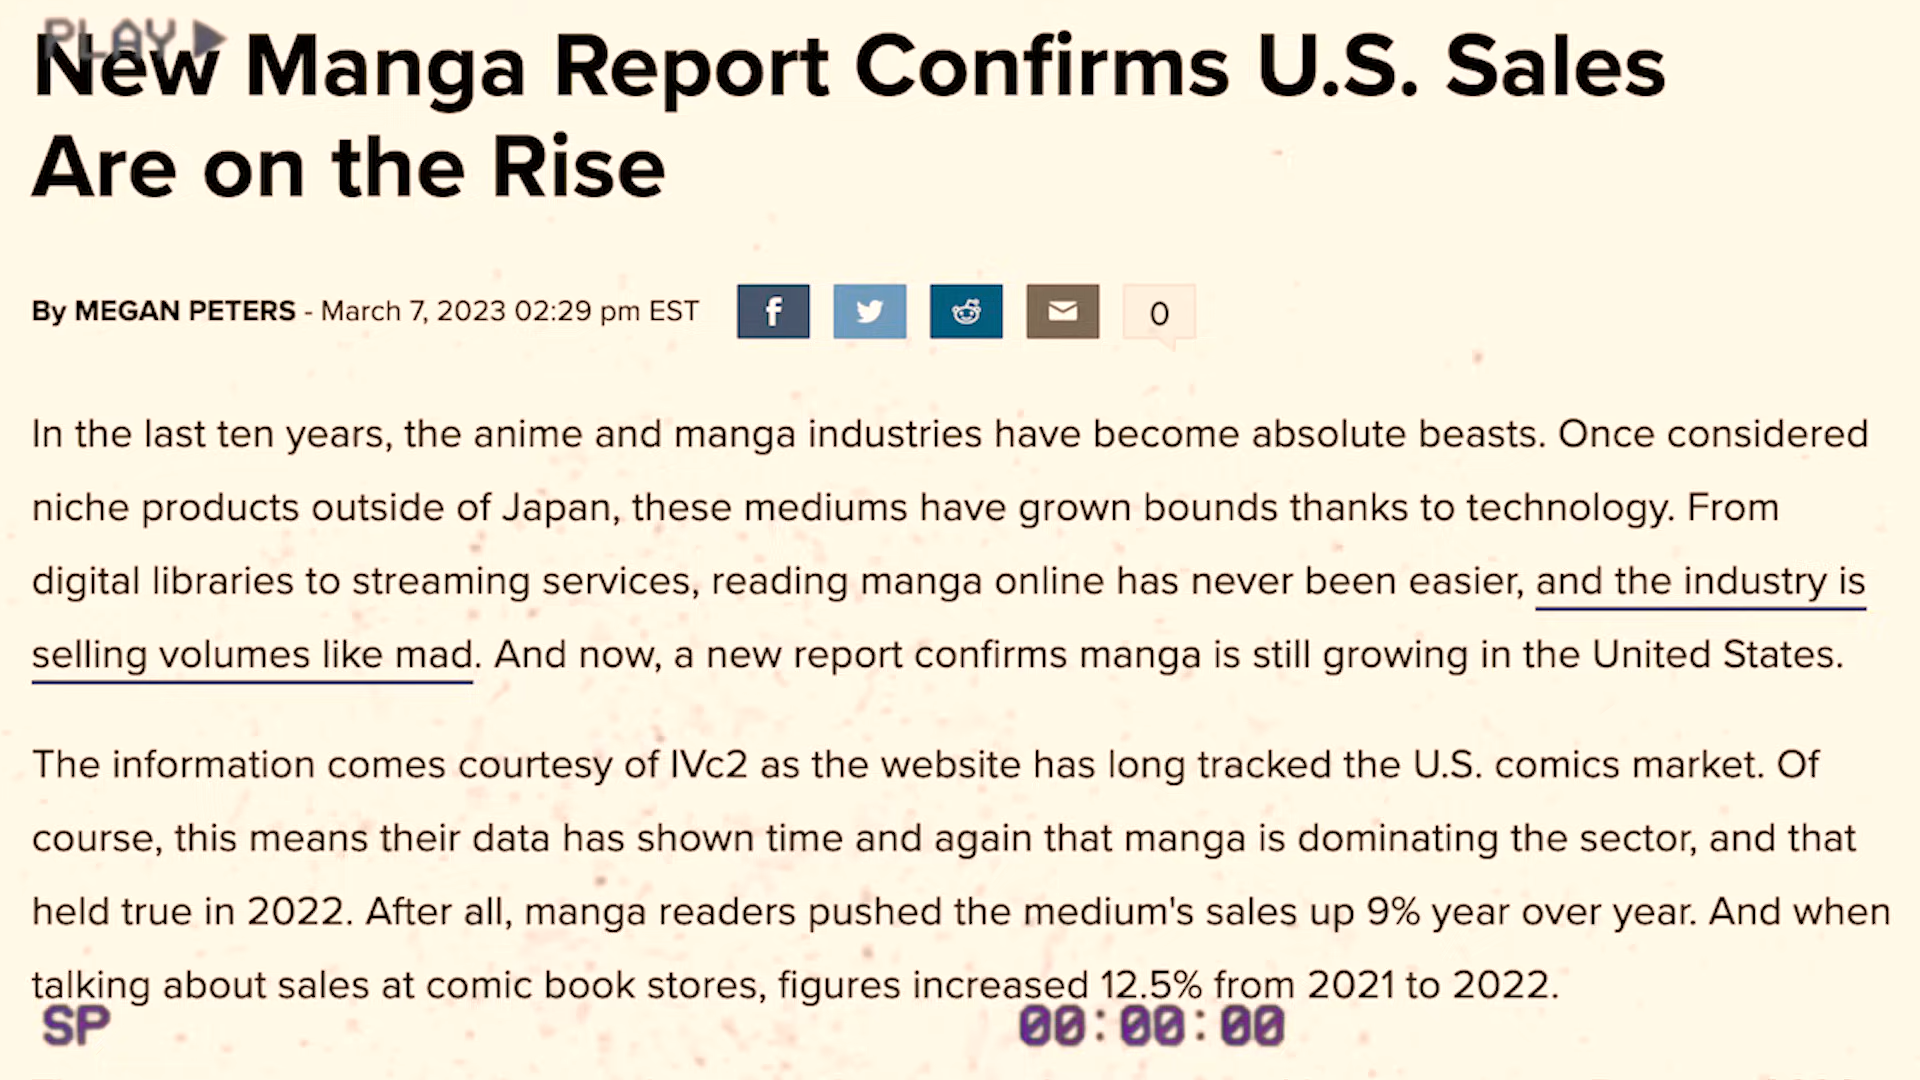 PLAY
New Manga Report Confirms U.S. Sales
Are on the Rise
By MEGAN PETERS - March 7, 2023 02:29 pm EST
f
0
In the last ten years, the anime and manga industries have become absolute beasts. Once considered
niche products outside of Japan, these mediums have grown bounds thanks to technology. From
digital libraries to streaming services, reading manga online has never been easier, and the industry is
selling volumes like mad. And now, a new report confirms manga is still growing in the United States.
The information comes courtesy of IVc2 as the website has long tracked the U.S. comics market. Of
course, this means their data has shown time and again that manga is dominating the sector, and that
held true in 2022. After all, manga readers pushed the medium's sales up 9% year over year. And when
talking about sales at comic book stores, figures increased 12.5% from 2021 to 2022.
SP
00:00:00